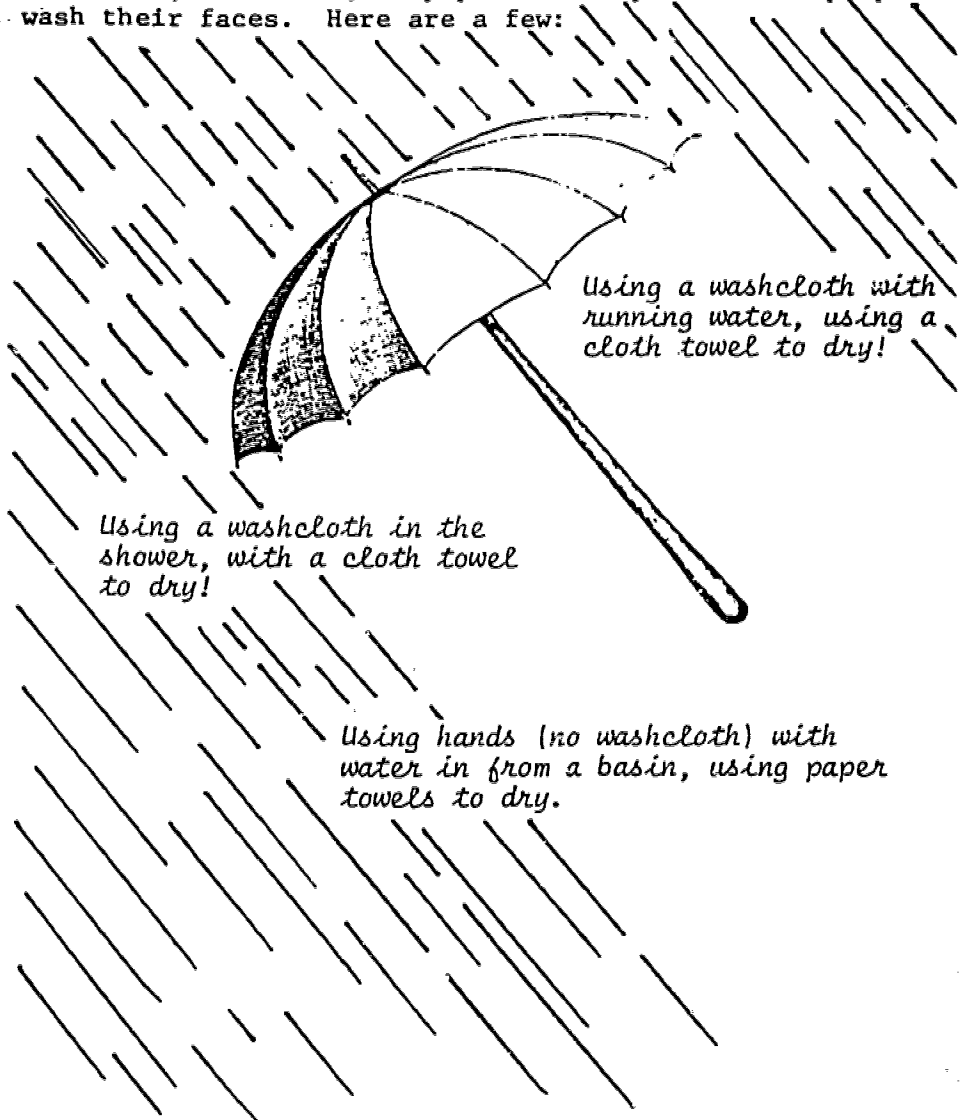 wash their faces. Here are a few:
Using a washcloth with
running water, using a
cloth towel to dry!
Using a washcloth in the
shower, with a cloth towel
to dry!
Using hands (no washcloth) with
water in from a basin, using paper
towels to dry.